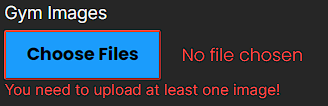 Gym Images
Choose Files No file chosen
You need to upload at least one image!